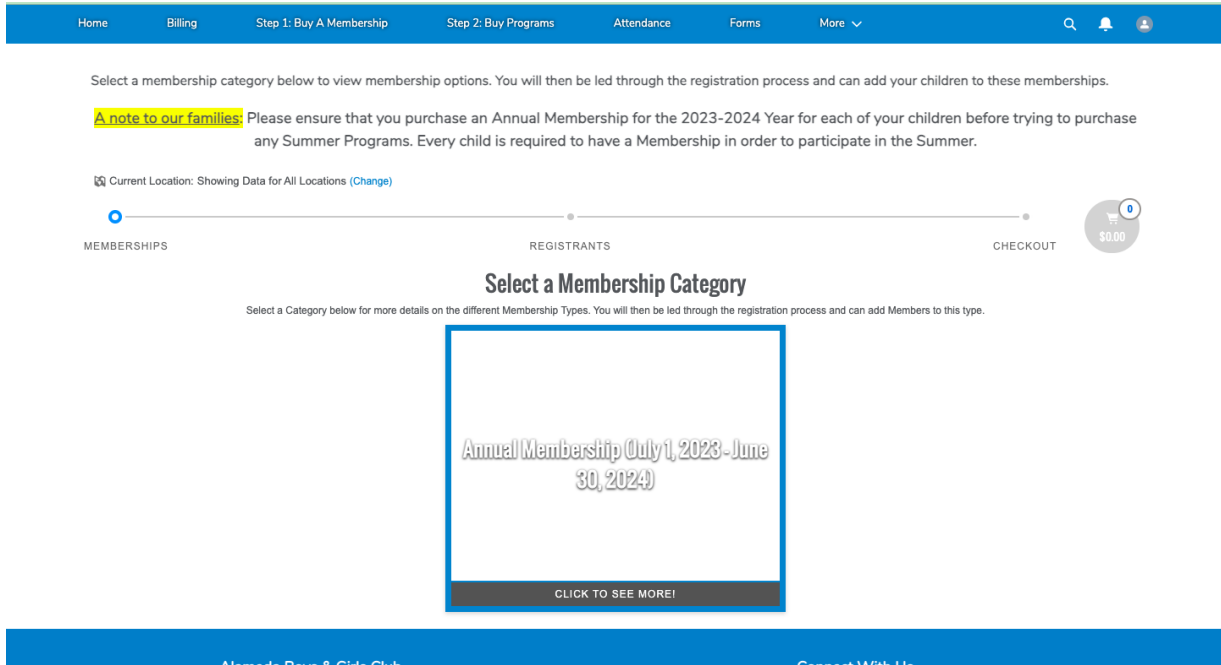 Home Billing Step 1: Buy A Membership Step 2: Buy Programs Attendance Forms More
Select a membership category below to view membership options. You will then be led through the registration process and can add your children to these memberships.
A note to our families: Please ensure that you purchase an Annual Membership for the 2023-2024 Year for each of your children before trying to purchase
any Summer Programs. Every child is required to have a Membership in order to participate in the Summer.
Current Location: Showing Data for All Locations (Change)
0
$0.00
MEMBERSHIPS REGISTRANTS CHECKOUT
Select a Membership Category
Select a Category below for more details on the different Membership Types. You will then be led through the registration process and can add Members to this type.
Annual Membership (July 1, 2023 - June
30, 2024)
CLICK TO SEE MORE!
Alameda Boys & Girls Club Connect With Us